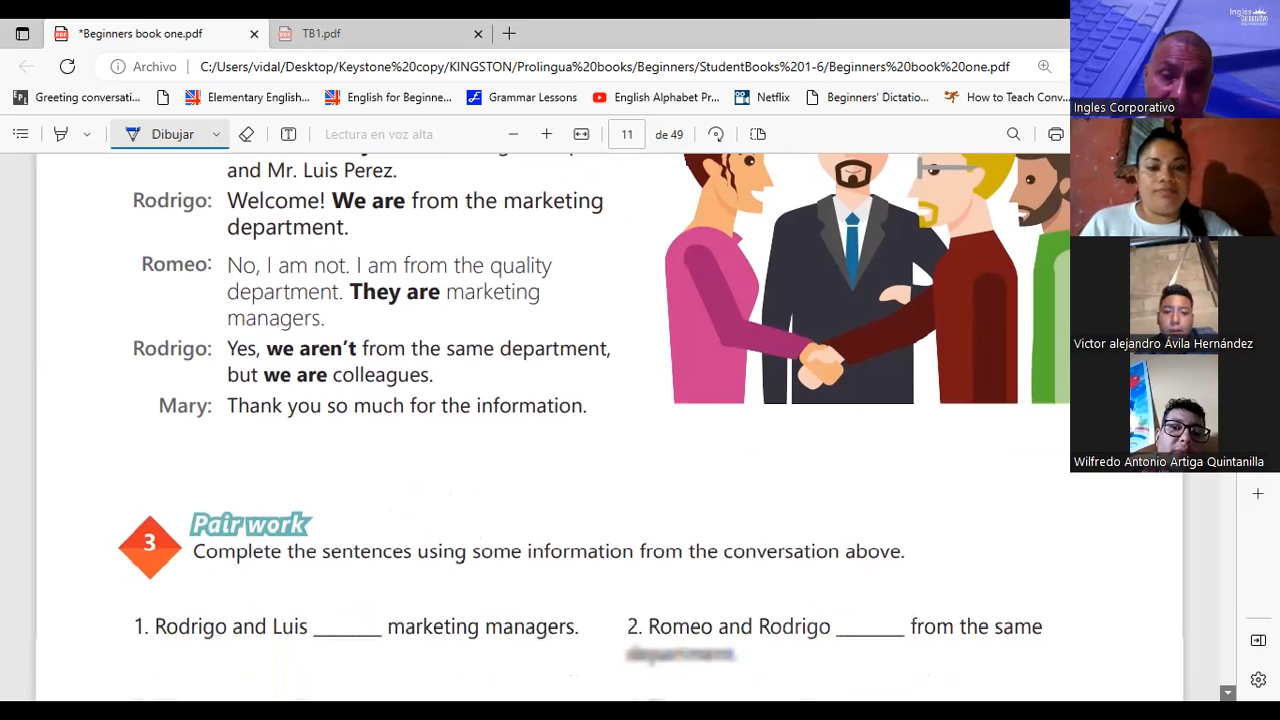 *Beginners book one.pdf
TB1.pdf
Archivo C:/Users/vidal/Desktop/Keystone%20copy/KINGSTON/Prolingua%20books/Beginners/StudentBooks%201-6/Beginners%20book%20one.pdf
Greeting conversati...
Elementary English...
English for Beginne...
Grammar Lessons
English Alphabet Pr...
Netflix
Beginners' Dictatio...
How to Teach Conv...
Dibujar
Lectura en voz alta
11 de 49
and Mr. Luis Perez.
Rodrigo: Welcome! We are from the marketing
department.
Romeo: No, I am not. I am from the quality
department. They are marketing
managers.
Rodrigo: Yes, we aren't from the same department,
but we are colleagues.
Mary: Thank you so much for the information.
3
Pair work
Complete the sentences using some information from the conversation above.
1. Rodrigo and Luis ______ marketing managers.
2. Romeo and Rodrigo ______ from the same
Ingles
Ingles Corporativo
Victor alejandro Ávila Hernández
Wilfredo Antonio Artiga Quintanilla